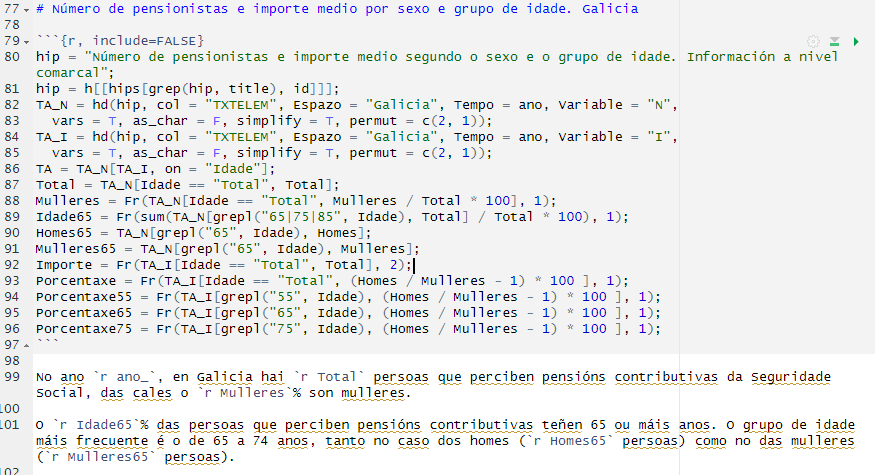 77 # Número de pensionistas e importe medio por sexo e grupo de idade. Galicia
78
79 ```{r, include=FALSE}
80 hip = "Número de pensionistas e importe medio segundo o sexo e o grupo de idade. Información a nivel
comarcal";
81 hip = h[[hips[grep(hip, title), id]]];
82 TA_N = hd(hip, col = "TXTELEM", Espazo = "Galicia", Tempo = ano, Variable = "N",
83   vars = T, as_char = F, simplify = T, permut = c(2, 1));
84 TA_I = hd(hip, col = "TXTELEM", Espazo = "Galicia", Tempo = ano, Variable = "I",
85   vars = T, as_char = F, simplify = T, permut = c(2, 1));
86 TA = TA_N[TA_I, on = "Idade"];
87 Total = TA_N[Idade == "Total", Total];
88 Mulleres = Fr(TA_N[Idade == "Total", Mulleres / Total * 100], 1);
89 Idade65 = Fr(sum(TA_N[grepl("65|75|85", Idade), Total] / Total * 100), 1);
90 Homes65 = TA_N[grepl("65", Idade), Homes];
91 Mulleres65 = TA_N[grepl("65", Idade), Mulleres];
92 Importe = Fr(TA_I[Idade == "Total", Total], 2);
93 Porcentaxe = Fr(TA_I[Idade == "Total", (Homes / Mulleres - 1) * 100 ], 1);
94 Porcentaxe55 = Fr(TA_I[grepl("55", Idade), (Homes / Mulleres - 1) * 100 ], 1);
95 Porcentaxe65 = Fr(TA_I[grepl("65", Idade), (Homes / Mulleres - 1) * 100 ], 1);
96 Porcentaxe75 = Fr(TA_I[grepl("75", Idade), (Homes / Mulleres - 1) * 100 ], 1);
97 ```
98
99 No ano `r ano_`, en Galicia hai `r Total` persoas que perciben pensións contributivas da Seguridade
Social, das cales o `r Mulleres`% son mulleres.
100
101 O `r Idade65`% das persoas que perciben pensións contributivas teñen 65 ou máis anos. O grupo de idade
máis frecuente é o de 65 a 74 anos, tanto no caso dos homes (`r Homes65` persoas) como no das mulleres
(`r Mulleres65` persoas).
102